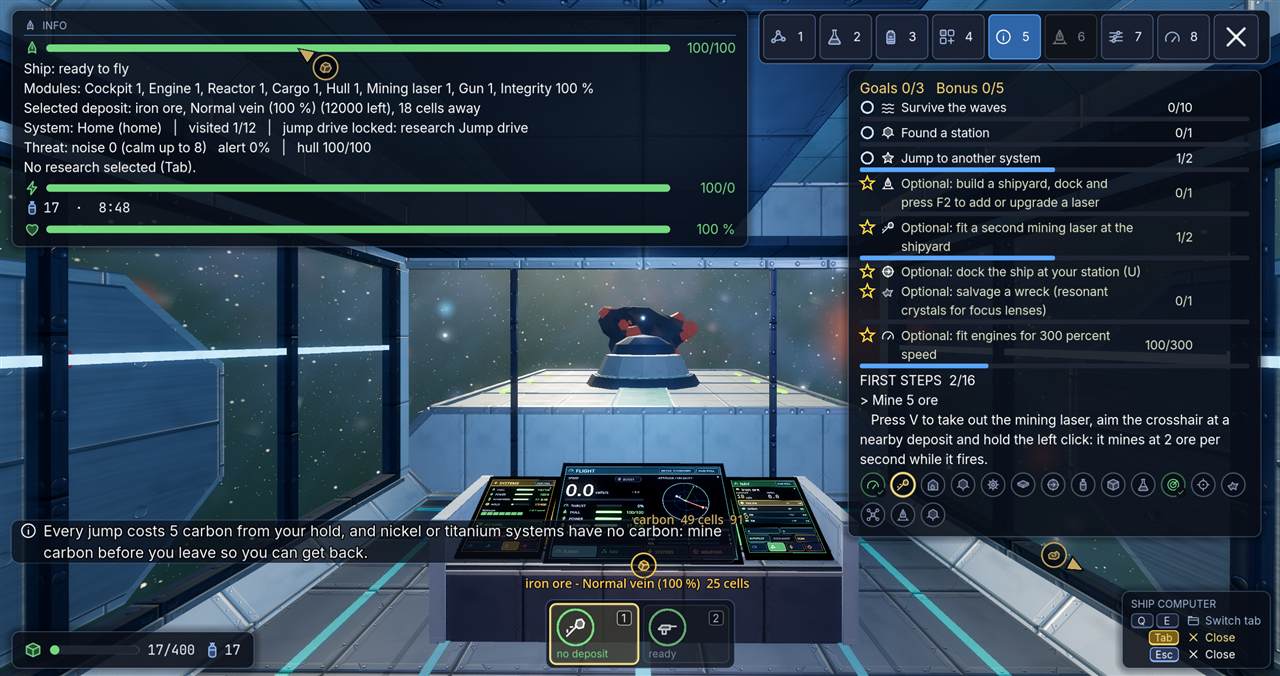 INFO
100/100
Ship: ready to fly
Modules: Cockpit 1, Engine 1, Reactor 1, Cargo 1, Hull 1, Mining laser 1, Gun 1, Integrity 100 %
Selected deposit: iron ore, Normal vein (100 %) (12000 left), 18 cells away
System: Home (home) | visited 1/12 | jump drive locked: research Jump drive
Threat: noise 0 (calm up to 8) alert 0% | hull 100/100
No research selected (Tab).
100/0
17 · 8:48
100 %
1 2 3 4 5 6 7 8
Goals 0/3 Bonus 0/5
Survive the waves 0/10
Found a station 0/1
Jump to another system 1/2
Optional: build a shipyard, dock and
press F2 to add or upgrade a laser 0/1
Optional: fit a second mining laser at the
shipyard 1/2
Optional: dock the ship at your station (U)
Optional: salvage a wreck (resonant
crystals for focus lenses) 0/1
Optional: fit engines for 300 percent
speed 100/300
FIRST STEPS 2/16
> Mine 5 ore
Press V to take out the mining laser, aim the crosshair at a
nearby deposit and hold the left click: it mines at 2 ore per
second while it fires.
FLIGHT
0.0
carbon 49 cells
Every jump costs 5 carbon from your hold, and nickel or titanium systems have no carbon: mine
carbon before you leave so you can get back.
iron ore - Normal vein (100 %) 25 cells
1
no deposit
2
ready
17/400 17
SHIP COMPUTER
Q E Switch tab
Tab Close
Esc Close